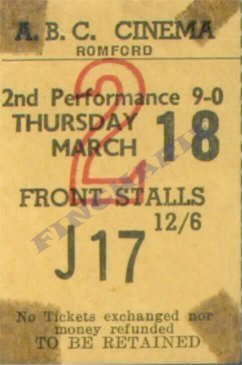 A. B. C. CINEMA
ROMFORD
2
2nd Performance 9-0
THURSDAY
MARCH 18
FRONT STALLS
12/6
J17
No Tickets exchanged nor
money refunded
TO BE RETAINED